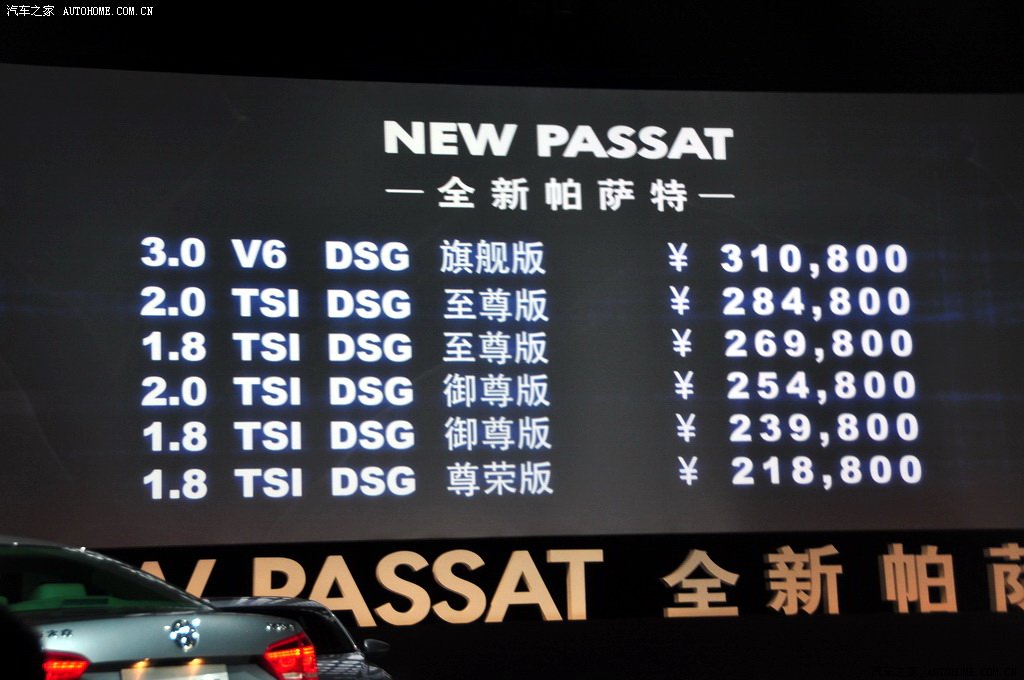 汽车之家 AUTOHOME.COM.CN
NEW PASSAT
—全新帕萨特—
3.0 V6 DSG 旗舰版 ¥ 310,800
2.0 TSI DSG 至尊版 ¥ 284,800
1.8 TSI DSG 至尊版 ¥ 269,800
2.0 TSI DSG 御尊版 ¥ 254,800
1.8 TSI DSG 御尊版 ¥ 239,800
1.8 TSI DSG 尊荣版 ¥ 218,800
W PASSAT 全新帕萨